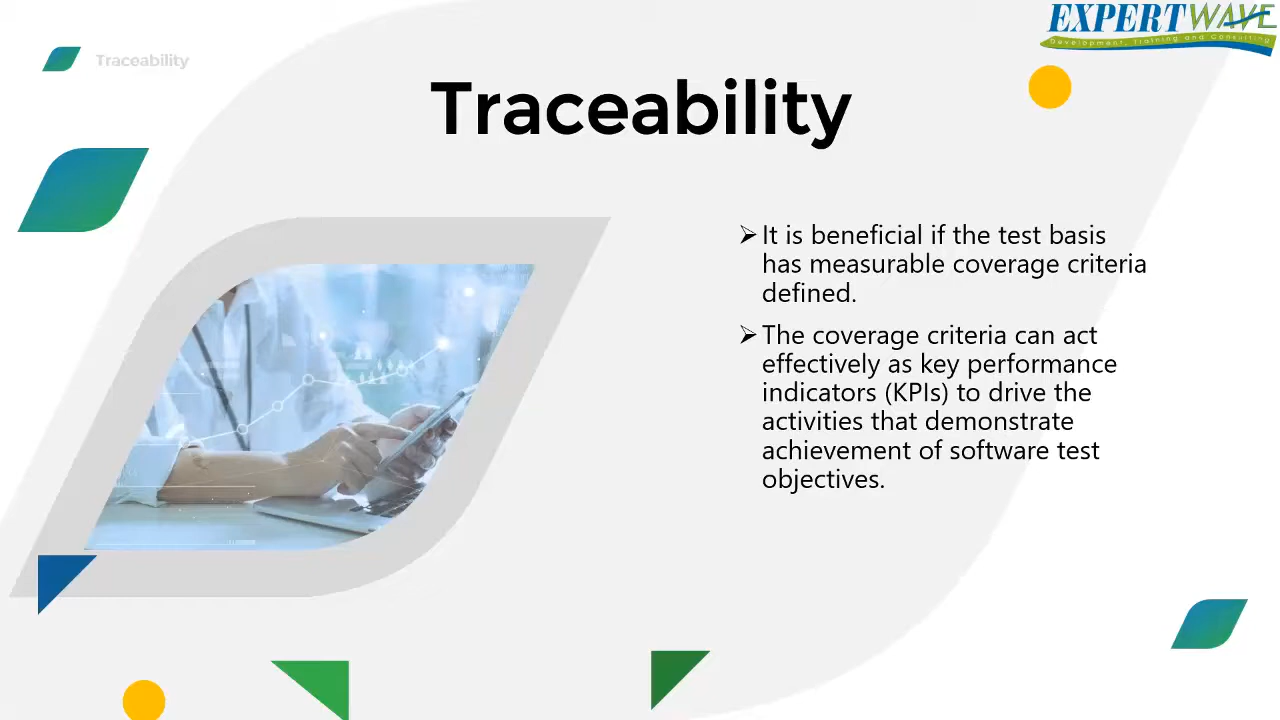 EXPERTWAVE
Development, Training and Consulting
Traceability
Traceability
➢It is beneficial if the test basis
has measurable coverage criteria
defined.
➢The coverage criteria can act
effectively as key performance
indicators (KPIs) to drive the
activities that demonstrate
achievement of software test
objectives.